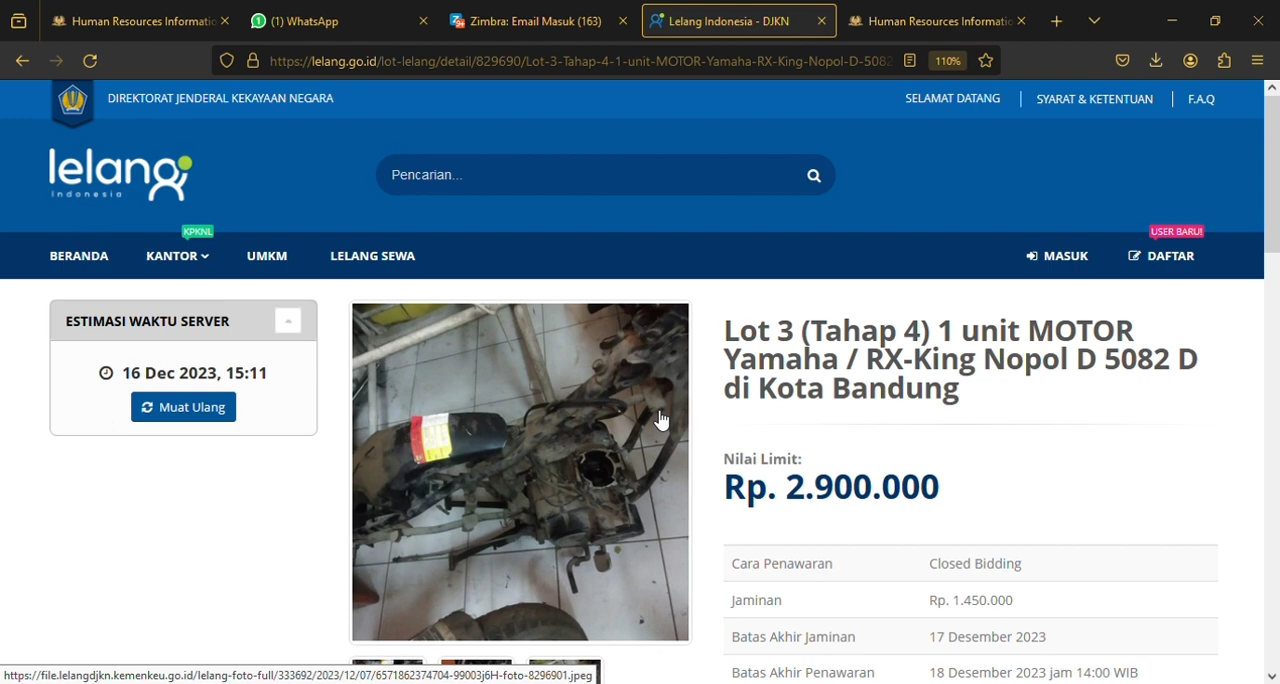 Human Resources Informatio
(1) WhatsApp
Zimbra: Email Masuk (163)
Lelang Indonesia - DJKN
Human Resources Informatio
https://lelang.go.id/lot-lelang/detail/829690/Lot-3-Tahap-4-1-unit-MOTOR-Yamaha-RX-King-Nopol-D-5082
110%
DIREKTORAT JENDERAL KEKAYAAN NEGARA
SELAMAT DATANG
SYARAT & KETENTUAN
F.A.Q
lelang
Indonesia
Pencarian...
KPKNL
USER BARU!
BERANDA
KANTOR
UMKM
LELANG SEWA
MASUK
DAFTAR
ESTIMASI WAKTU SERVER
16 Dec 2023, 15:11
Muat Ulang
Lot 3 (Tahap 4) 1 unit MOTOR
Yamaha / RX-King Nopol D 5082 D
di Kota Bandung
Nilai Limit:
Rp. 2.900.000
Cara Penawaran Closed Bidding
Jaminan Rp. 1.450.000
Batas Akhir Jaminan 17 Desember 2023
Batas Akhir Penawaran 18 Desember 2023 jam 14:00 WIB
https://file.lelangdjkn.kemenkeu.go.id/lelang-foto-full/333692/2023/12/07/6571862374704-99003j6H-foto-8296901.jpeg